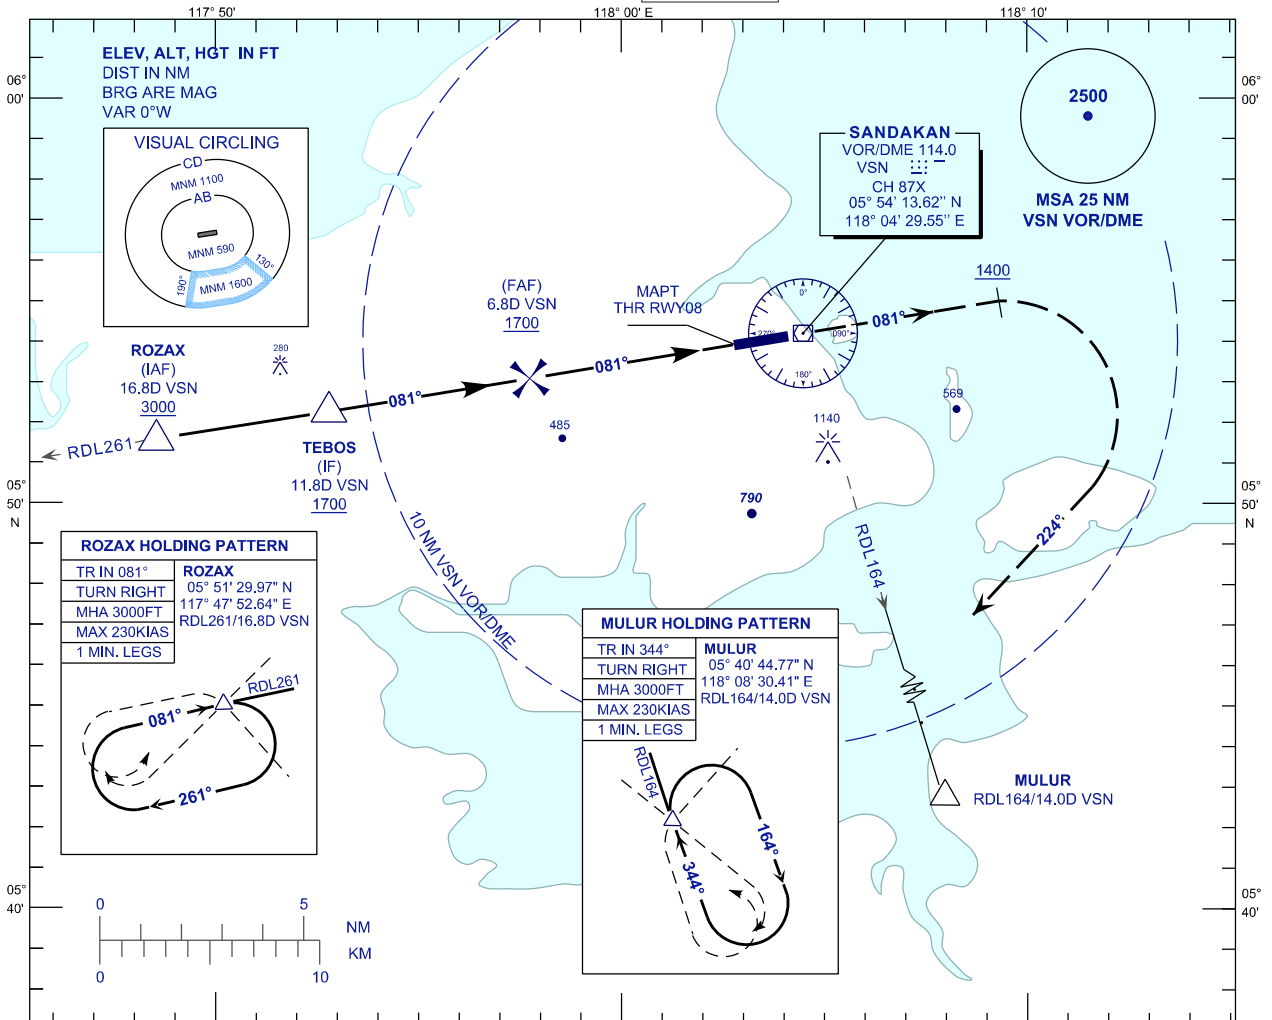 117° 50'
118° 00' E
118° 10'
ELEV, ALT, HGT IN FT
DIST IN NM
BRG ARE MAG
VAR 0°W
06°
00'
06°
00'
VISUAL CIRCLING
CD
MNM 1100
AB
MNM 590
190°
MNM 1600
130°
2500
MSA 25 NM
VSN VOR/DME
SANDAKAN
VOR/DME 114.0
VSN
CH 87X
05° 54' 13.62'' N
118° 04' 29.55'' E
(FAF)
6.8D VSN
1700
MAPT
THR RWY08
1400
0°
090°
180°
270°
081°
081°
081°
ROZAX
(IAF)
16.8D VSN
3000
280
RDL261
TEBOS
(IF)
11.8D VSN
1700
485
569
1140
790
05°
50'
N
05°
50'
N
224°
RDL164
10 NM VSN VOR/DME
ROZAX HOLDING PATTERN
TR IN 081°
TURN RIGHT
MHA 3000FT
MAX 230KIAS
1 MIN. LEGS
ROZAX
05° 51' 29.97" N
117° 47' 52.64" E
RDL261/16.8D VSN
RDL261
081°
261°
MULUR HOLDING PATTERN
TR IN 344°
TURN RIGHT
MHA 3000FT
MAX 230KIAS
1 MIN. LEGS
MULUR
05° 40' 44.77" N
118° 08' 30.41" E
RDL164/14.0D VSN
RDL164
164°
344°
MULUR
RDL164/14.0D VSN
05°
40'
05°
40'
0
5
NM
KM
0
10